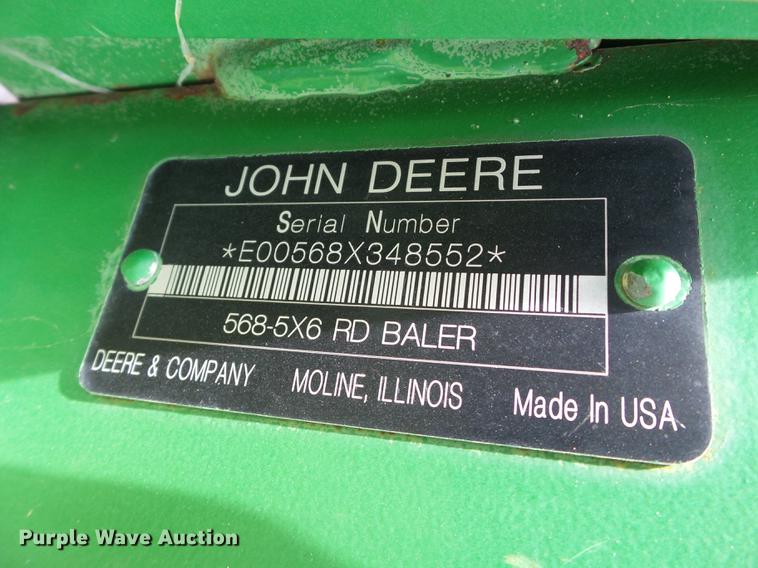 JOHN DEERE
Serial Number
*E00568X348552*
568-5X6 RD BALER
DEERE & COMPANY MOLINE, ILLINOIS Made In USA
Purple Wave Auction